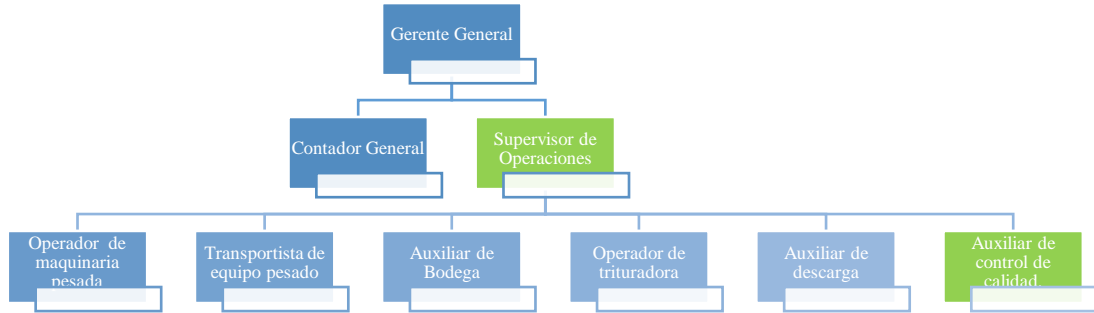 Gerente General
Contador General
Supervisor de
Operaciones
Operador de
maquinaria
pesada
Transportista de
equipo pesado
Auxiliar de
Bodega
Operador de
trituradora
Auxiliar de
descarga
Auxiliar de
control de
calidad.